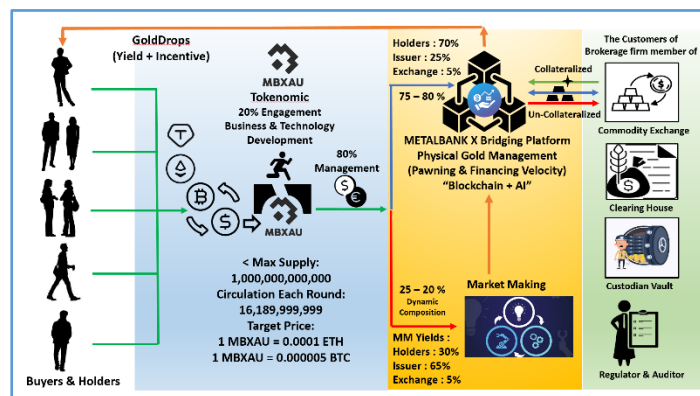 GoldDrops
(Yield + Incentive)
Buyers & Holders
MBXAU
Tokenomic
20% Engagement
Business & Technology
Development
80%
Management
MBXAU
< Max Supply:
1,000,000,000,000
Circulation Each Round:
16,189,999,999
Target Price:
1 MBXAU = 0.0001 ETH
1 MBXAU = 0.000005 BTC
Holders : 70%
Issuer : 25%
Exchange : 5%
75 – 80 %
Collateralized
Un-Collateralized
METALBANK X Bridging Platform
Physical Gold Management
(Pawning & Financing Velocity)
“Blockchain + AI”
25 – 20 %
Dynamic
Composition
Market Making
MM Yields :
Holders : 30%
Issuer : 65%
Exchange : 5%
The Customers of
Brokerage firm member of
Commodity Exchange
Clearing House
Custodian Vault
Regulator & Auditor